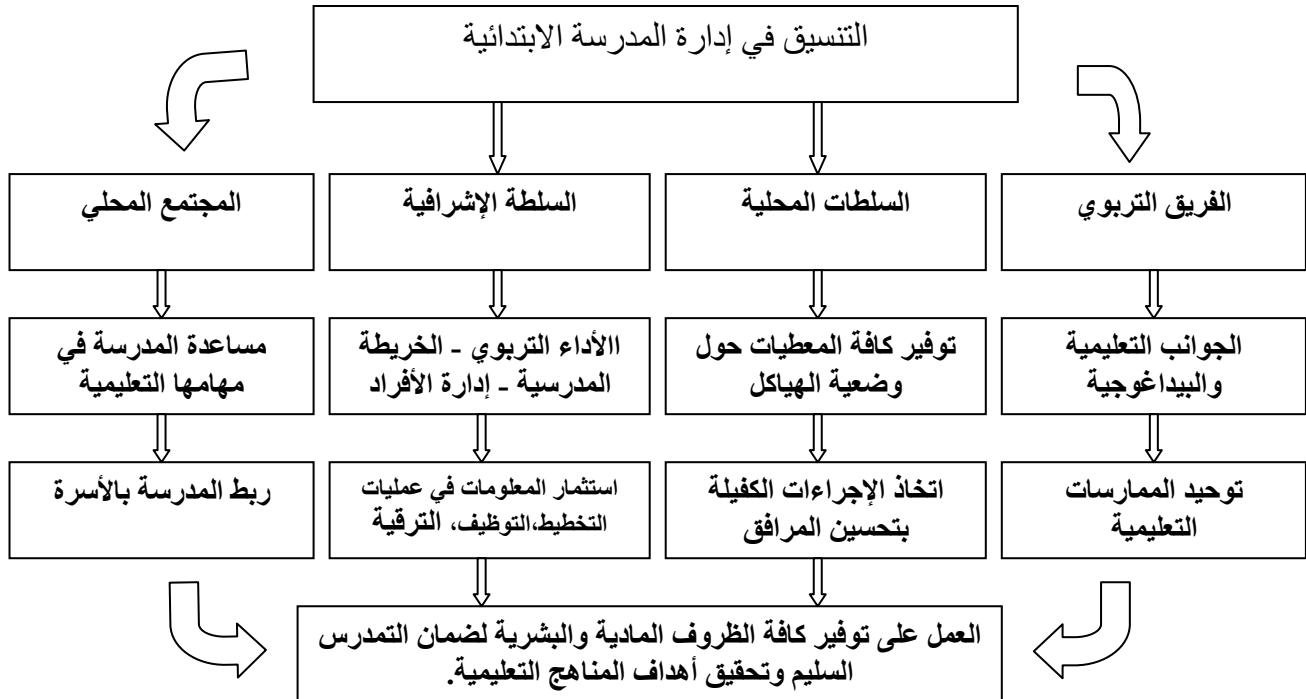 التنسيق في إدارة المدرسة الابتدائية
الفريق التربوي
السلطات المحلية
السلطة الإشرافية
المجتمع المحلي
الجوانب التعليمية
والبيداغوجية
توفير كافة المعطيات حول
وضعية الهياكل
االأداء التربوي - الخريطة
المدرسية - إدارة الأفراد
مساعدة المدرسة في
مهامها التعليمية
توحيد الممارسات
التعليمية
اتخاذ الإجراءات الكفيلة
بتحسين المرافق
استثمار المعلومات في عمليات
التخطيط،التوظيف، الترقية
ربط المدرسة بالأسرة
العمل على توفير كافة الظروف المادية والبشرية لضمان التمدرس
السليم وتحقيق أهداف المناهج التعليمية.